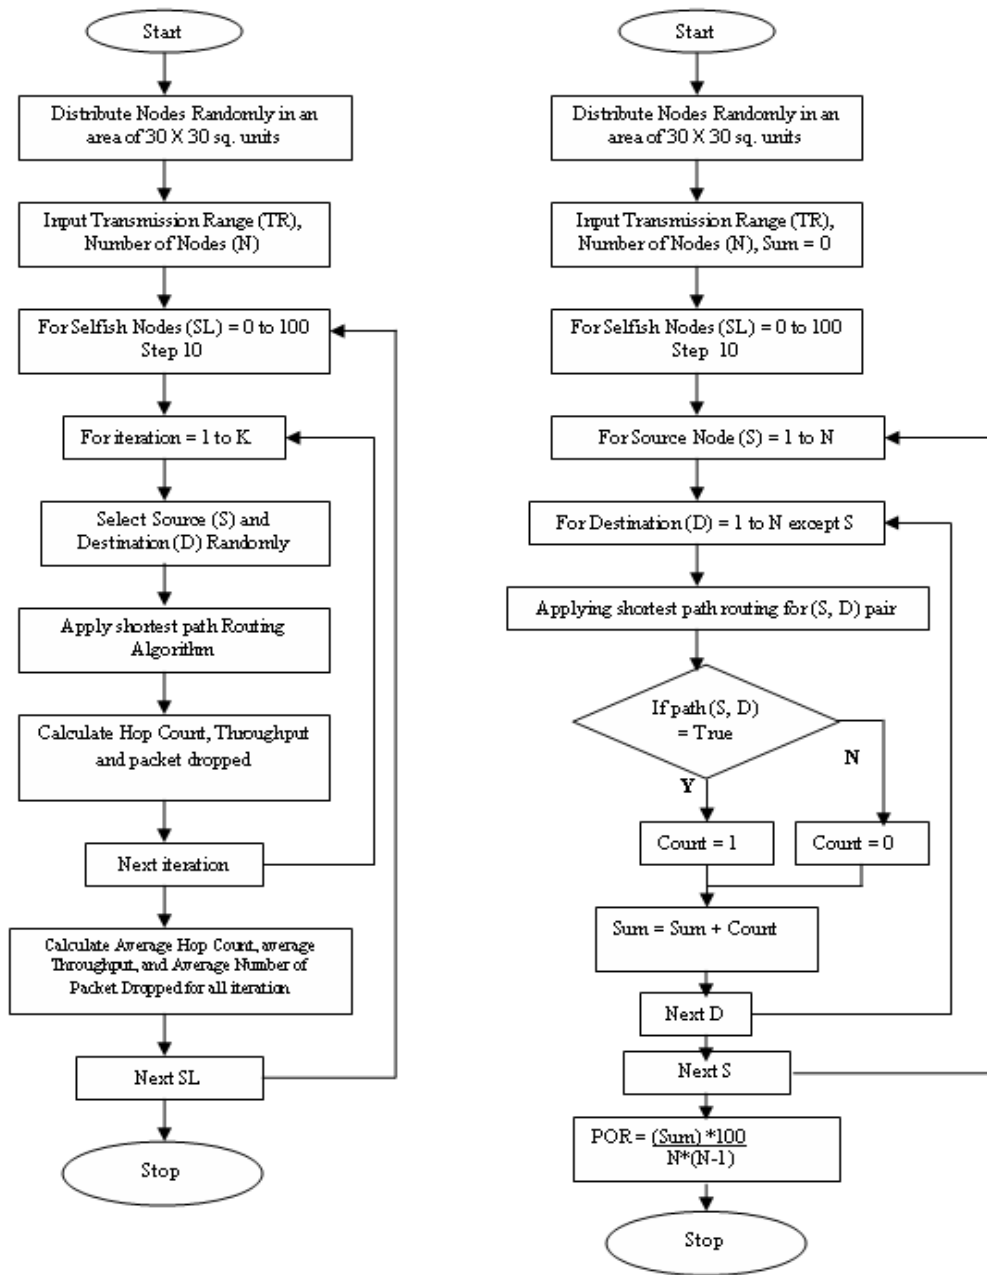 Start
Distribute Nodes Randomly in an
area of 30 X 30 sq. units
Input Transmission Range (TR),
Number of Nodes (N)
For Selfish Nodes (SL) = 0 to 100
Step 10
For iteration = 1 to K.
Select Source (S) and
Destination (D) Randomly
Apply shortest path Routing
Algorithm
Calculate Hop Count, Throughput
and packet dropped
Next iteration
Calculate Average Hop Count, average
Throughput, and Average Number of
Packet Dropped for all iteration
Next SL
Stop
Start
Distribute Nodes Randomly in an
area of 30 X 30 sq. units
Input Transmission Range (TR),
Number of Nodes (N), Sum = 0
For Selfish Nodes (SL) = 0 to 100
Step 10
For Source Node (S) = 1 to N
For Destination (D) = 1 to N except S
Applying shortest path routing for (S, D) pair
If path (S, D)
= True
N
Y
Count = 1
Count = 0
Sum = Sum + Count
Next D
Next S
POR = (Sum) *100
N*(N-1)
Stop